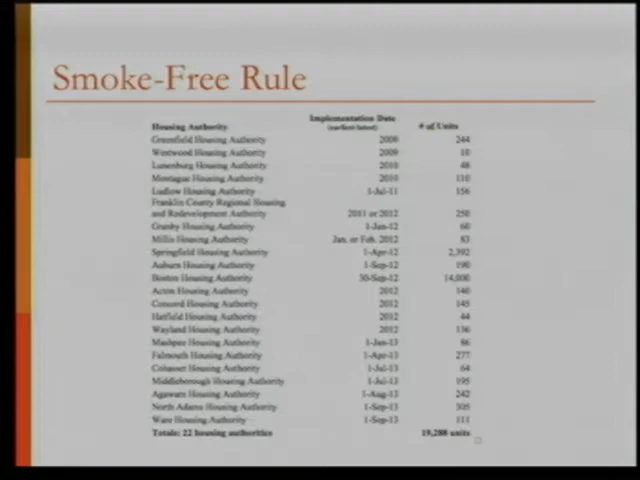 Smoke-Free Rule
Implementation Date
Housing Authority (earliest listed) # of Units
Greenfield Housing Authority 2009 244
Westwood Housing Authority 2009 10
Lunenburg Housing Authority 2010 48
Montague Housing Authority 2010 110
Ludlow Housing Authority 1-Jul-11 156
Franklin County Regional Housing
and Redevelopment Authority 2011 or 2012 250
Granby Housing Authority 1-Jan-12 60
Millis Housing Authority Jan. or Feb. 2012 83
Springfield Housing Authority 1-Apr-12 2,392
Auburn Housing Authority 1-Sep-12 190
Boston Housing Authority 30-Sep-12 14,000
Acton Housing Authority 2012 140
Concord Housing Authority 2012 145
Hatfield Housing Authority 2012 44
Wayland Housing Authority 2012 136
Mashpee Housing Authority 1-Jan-13 86
Falmouth Housing Authority 1-Apr-13 277
Cohasset Housing Authority 1-Jul-13 64
Middleborough Housing Authority 1-Jul-13 195
Agawam Housing Authority 1-Aug-13 242
North Adams Housing Authority 1-Sep-13 305
Ware Housing Authority 1-Sep-13 111
Totals: 22 housing authorities 19,288 units